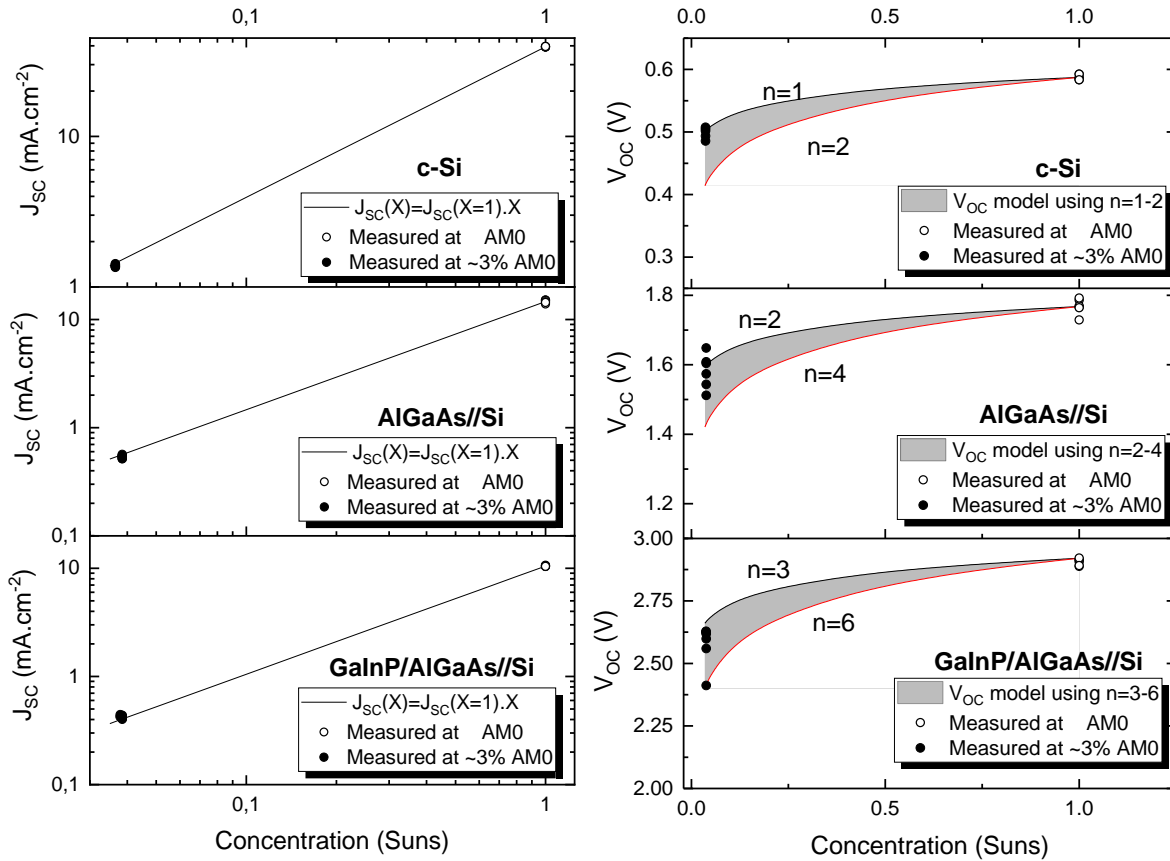 0,1 1
J_SC (mA.cm⁻²)
10
1
c-Si
J_SC(X)=J_SC(X=1).X
Measured at AM0
Measured at ~3% AM0
J_SC (mA.cm⁻²)
10
1
0,1
AlGaAs//Si
J_SC(X)=J_SC(X=1).X
Measured at AM0
Measured at ~3% AM0
J_SC (mA.cm⁻²)
10
1
0,1
GaInP/AlGaAs//Si
J_SC(X)=J_SC(X=1).X
Measured at AM0
Measured at ~3% AM0
0,1 1
Concentration (Suns)
0.0 0.5 1.0
V_OC (V)
0.6
0.5
0.4
0.3
n=1
n=2
c-Si
V_OC model using n=1-2
Measured at AM0
Measured at ~3% AM0
V_OC (V)
1.8
1.6
1.4
1.2
n=2
n=4
AlGaAs//Si
V_OC model using n=2-4
Measured at AM0
Measured at ~3% AM0
V_OC (V)
3.00
2.75
2.50
2.25
2.00
n=3
n=6
GaInP/AlGaAs//Si
V_OC model using n=3-6
Measured at AM0
Measured at ~3% AM0
0.0 0.5 1.0
Concentration (Suns)